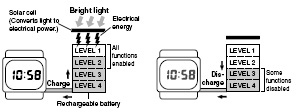 Solar cell
(Converts light to
electrical power.)
Bright light
Electrical
energy
LEVEL 1
LEVEL 2
LEVEL 3
LEVEL 4
All
functions
enabled
10:58
Charge
Rechargeable battery
10:58
Dis-
charge
LEVEL 1
LEVEL 2
LEVEL 3
LEVEL 4
Some
functions
disabled